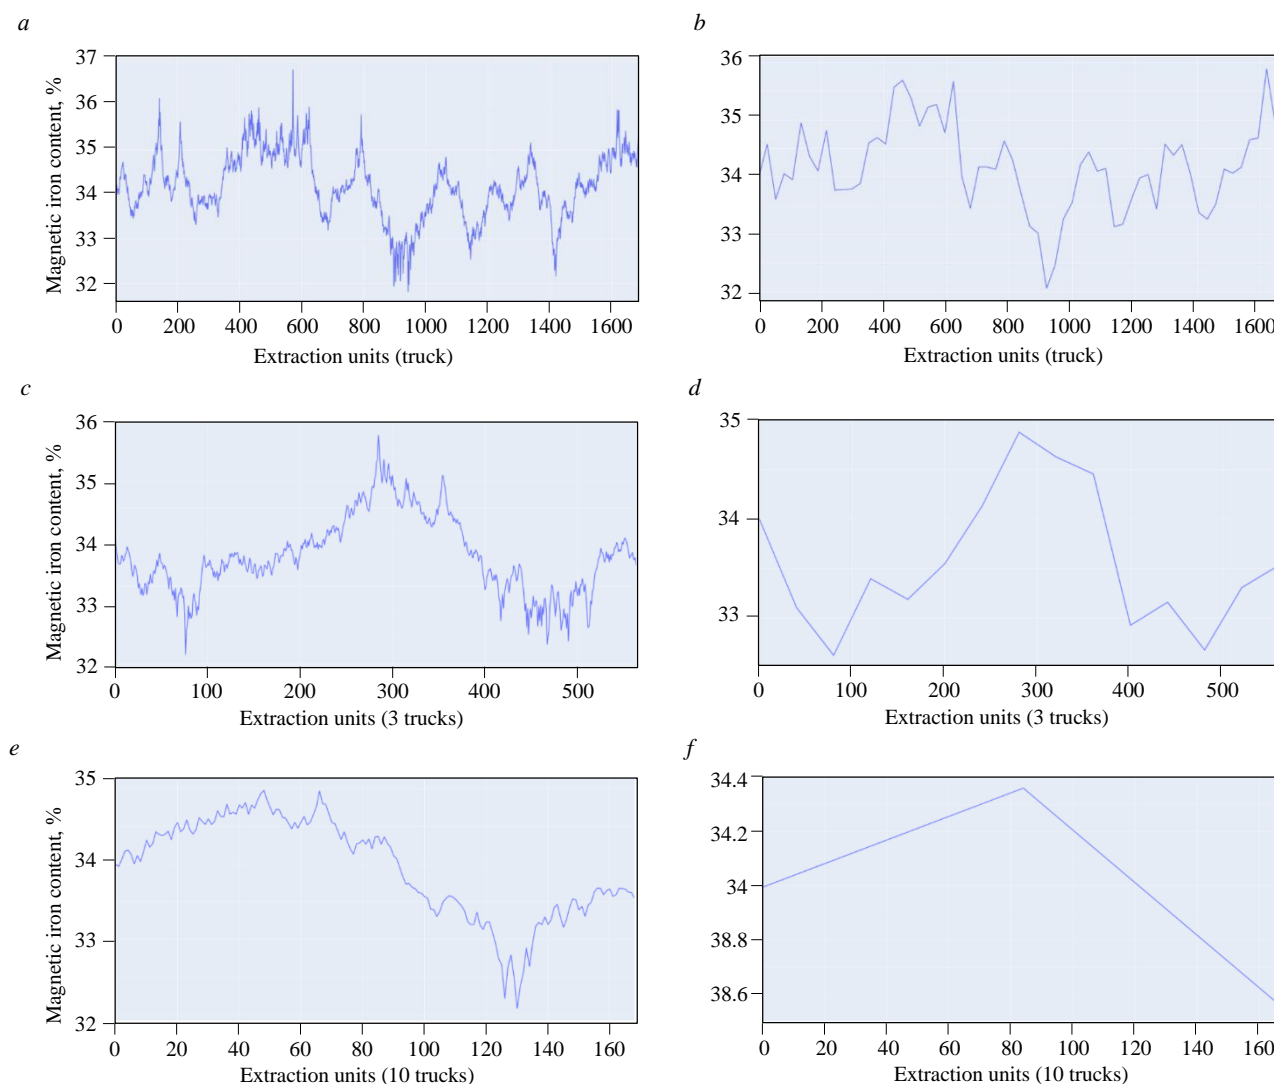 a
b
Magnetic iron content, %
37
36
35
34
33
32
0 200 400 600 800 1000 1200 1400 1600
Extraction units (truck)
36
35
34
33
32
0 200 400 600 800 1000 1200 1400 1600
Extraction units (truck)
c
d
Magnetic iron content, %
36
35
34
33
32
0 100 200 300 400 500
Extraction units (3 trucks)
35
34
33
0 100 200 300 400 500
Extraction units (3 trucks)
e
f
Magnetic iron content, %
35
34
33
32
0 20 40 60 80 100 120 140 160
Extraction units (10 trucks)
34.4
34.2
34
38.8
38.6
0 20 40 60 80 100 120 140 160
Extraction units (10 trucks)